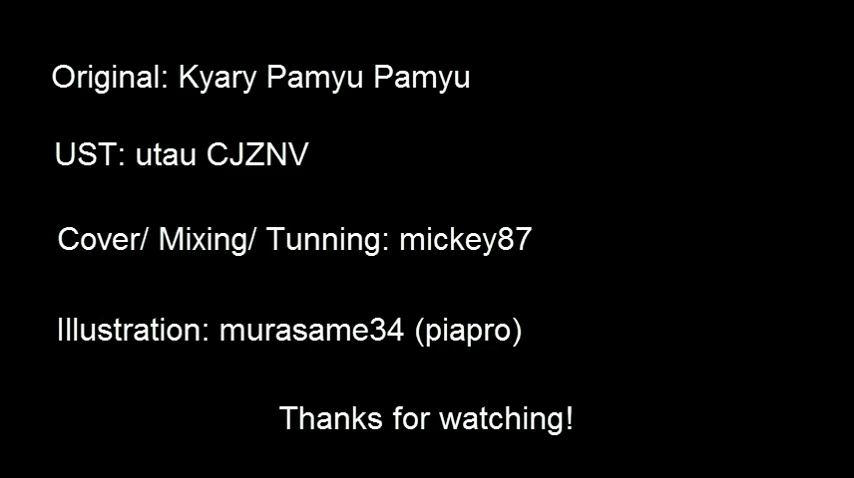 Original: Kyary Pamyu Pamyu
UST: utau CJZNV
Cover/ Mixing/ Tunning: mickey87
Illustration: murasame34 (piapro)
Thanks for watching!